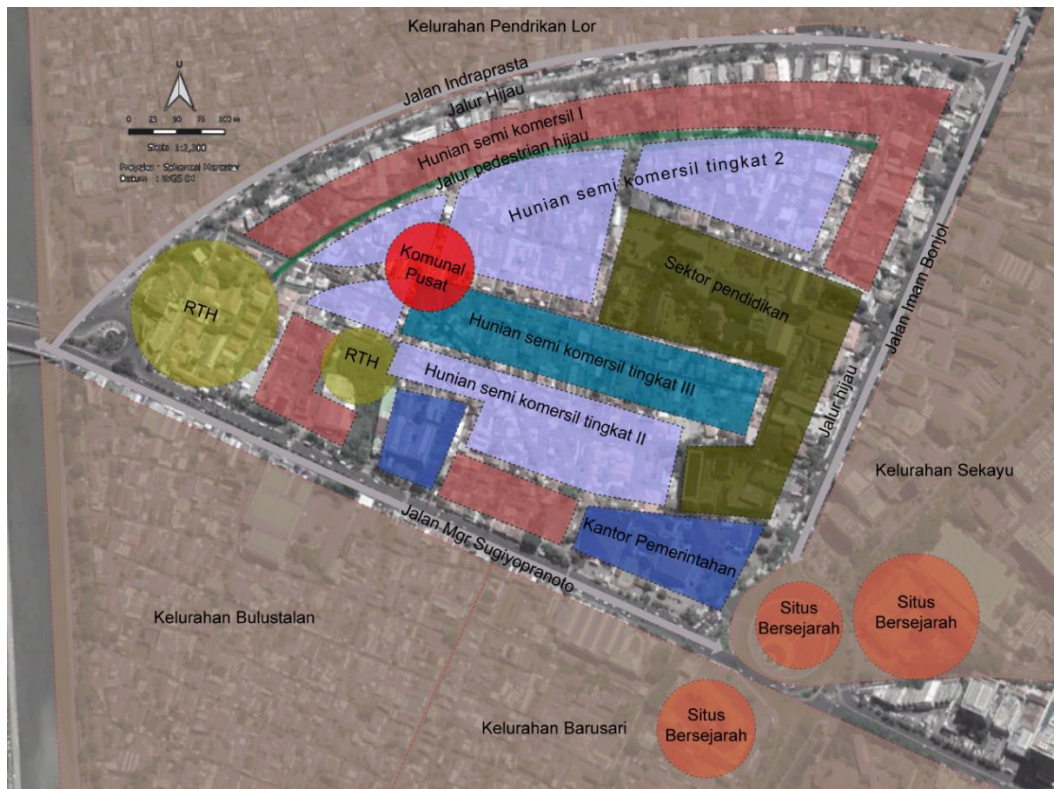 Kelurahan Pendrikan Lor
Jalan Indraprasta
Jalur Hijau
U
0 25 50 75 100 m
Hunian semi komersil I
Jalur pedestrian hijau
Hunian semi komersil tingkat 2
Komunal
Pusat
Sektor pendidikan
Jalan Imam Bonjol
RTH
RTH
Hunian semi komersil tingkat III
Hunian semi komersil tingkat II
Jalur hijau
Kelurahan Sekayu
Jalan Mgr Sugiyopranoto
Kantor Pemerintahan
Kelurahan Bulustalan
Situs
Bersejarah
Situs
Bersejarah
Kelurahan Barusari
Situs
Bersejarah